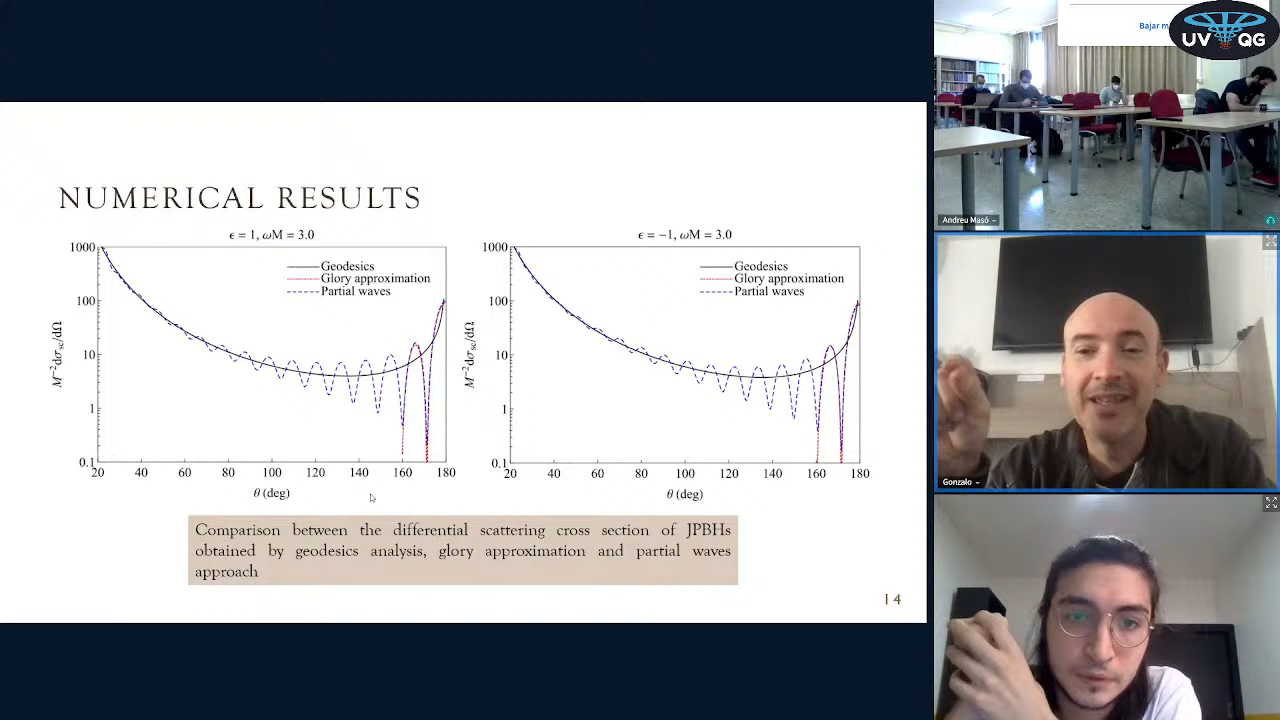 NUMERICAL RESULTS
ϵ = 1, ωM = 3.0
1000
100
10
1
0.1
20 40 60 80 100 120 140 160 180
θ (deg)
M⁻²dσsc/dΩ
Geodesics
Glory approximation
Partial waves
ϵ = −1, ωM = 3.0
1000
100
10
1
0.1
20 40 60 80 100 120 140 160 180
θ (deg)
M⁻²dσsc/dΩ
Geodesics
Glory approximation
Partial waves
Comparison between the differential scattering cross section of JPBHs
obtained by geodesics analysis, glory approximation and partial waves
approach
14
Bajar
UV QG
Andreu Masó
Gonzalo